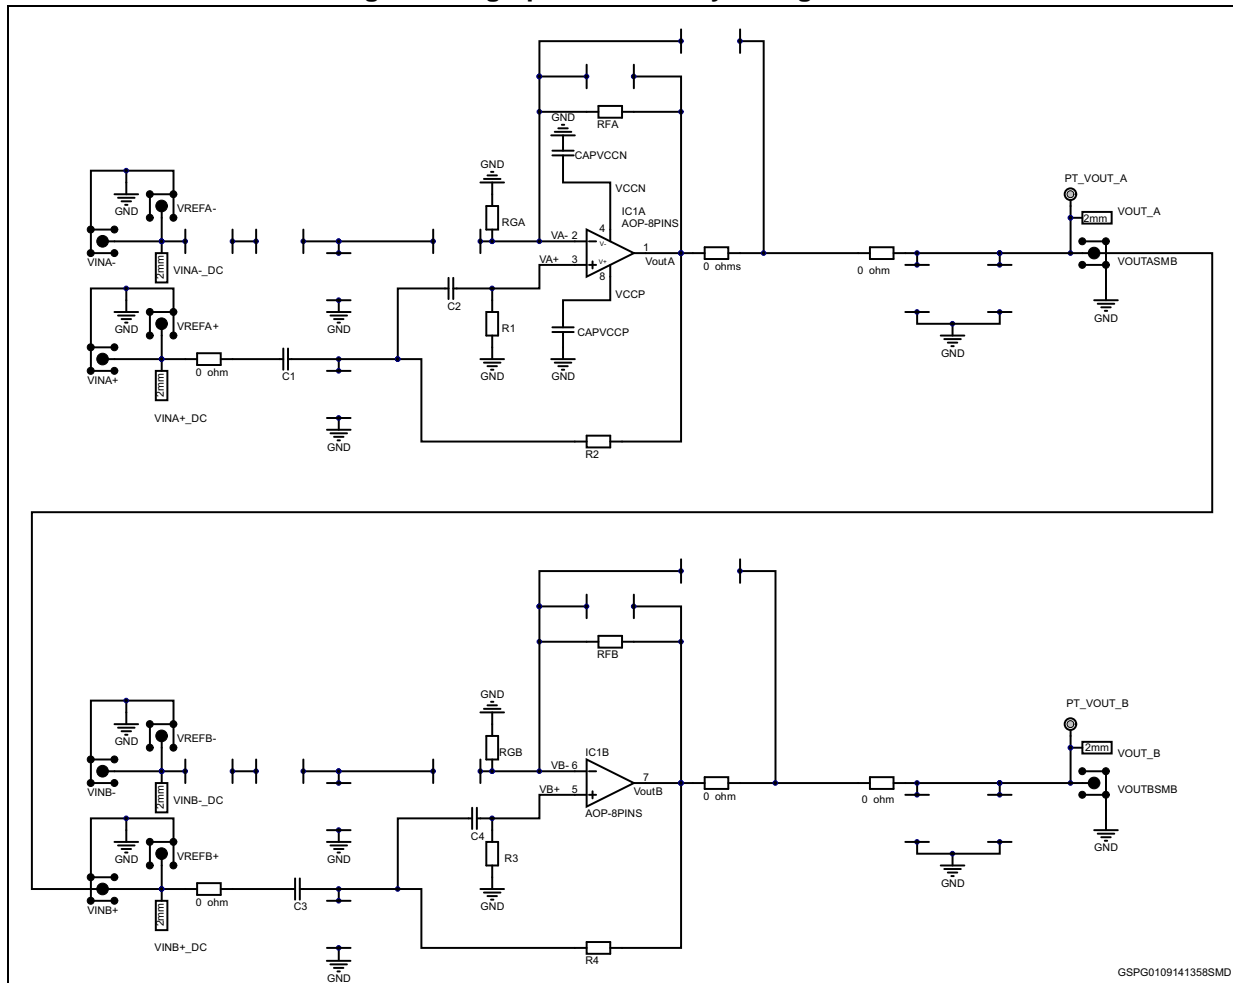 GND
RFA
GND
CAPVCCN
GND
VCCN
PT_VOUT_A
IC1A
AOP-8PINS
GND
VREFA-
RGA
4
2mm
VOUT_A
VA- 2
V-
1
VINA-
2mm
VINA-_DC
VA+
3
V+
VoutA
0 ohms
0 ohm
VOUTASMB
8
C2
VCCP
GND
GND
VREFA+
R1
CAPVCCP
GND
GND
VINA+
0 ohm
C1
GND
GND
2mm
VINA+_DC
GND
R2
RFB
GND
PT_VOUT_B
GND
VREFB-
RGB
IC1B
2mm
VOUT_B
VB- 6
7
VINB-
2mm
VINB-_DC
VB+
5
VoutB
0 ohm
0 ohm
VOUTBSMB
AOP-8PINS
C4
GND
GND
VREFB+
R3
GND
GND
VINB+
0 ohm
C3
GND
2mm
VINB+_DC
R4
GND
GSPG0109141358SMD